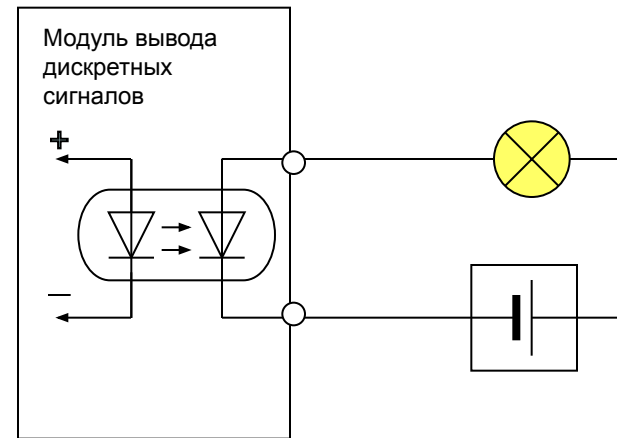 Модуль вывода
дискретных
сигналов
+
—